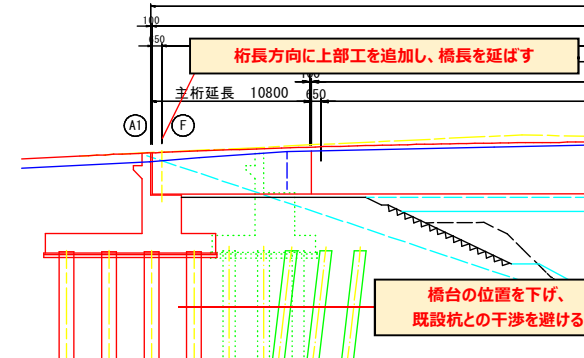 100
650
桁長方向に上部工を追加し、橋長を延ばす
主桁延長 10800
650
A1
F
橋台の位置を下げ、
既設杭との干渉を避ける